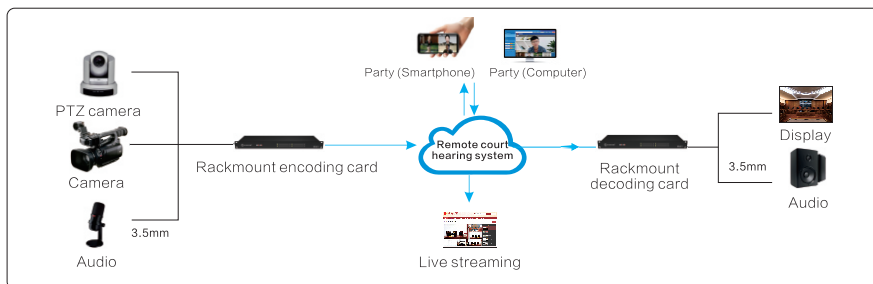 Party (Smartphone)
Party (Computer)
PTZ camera
Camera
3.5mm
Audio
Rackmount encoding card
Remote court
hearing system
Live streaming
Rackmount
decoding card
Display
3.5mm
Audio